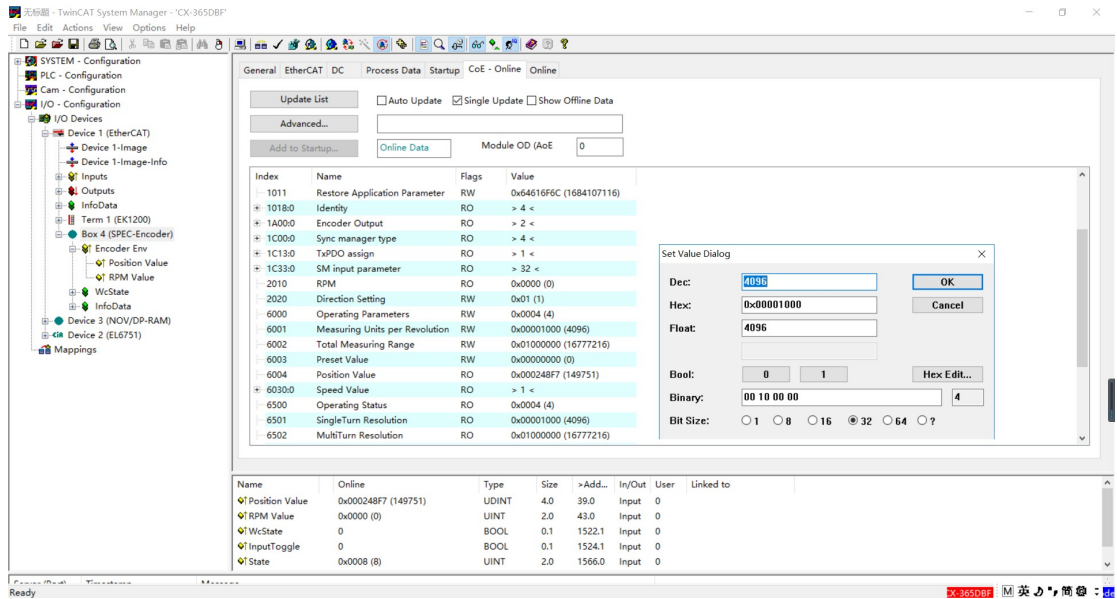 无标题 - TwinCAT System Manager - 'CX-365DBF'
File Edit Actions View Options Help
SYSTEM - Configuration
PLC - Configuration
Cam - Configuration
I/O - Configuration
I/O Devices
Device 1 (EtherCAT)
Device 1-Image
Device 1-Image-Info
Inputs
Outputs
InfoData
Term 1 (EK1200)
Box 4 (SPEC-Encoder)
Encoder Env
Position Value
RPM Value
WcState
InfoData
Device 3 (NOV/DP-RAM)
Device 2 (EL6751)
Mappings
General EtherCAT DC Process Data Startup CoE - Online Online
Update List Auto Update Single Update Show Offline Data
Advanced...
Add to Startup... Online Data Module OD (AoE 0
Index Name Flags Value
1011 Restore Application Parameter RW 0x64616F6C (1684107116)
1018:0 Identity RO > 4 <
1A00:0 Encoder Output RO > 2 <
1C00:0 Sync manager type RO > 4 <
1C13:0 TxPDO assign RO > 1 <
1C33:0 SM input parameter RO > 32 <
2010 RPM RO 0x0000 (0)
2020 Direction Setting RW 0x01 (1)
6000 Operating Parameters RW 0x0004 (4)
6001 Measuring Units per Revolution RW 0x00001000 (4096)
6002 Total Measuring Range RW 0x01000000 (16777216)
6003 Preset Value RW 0x00000000 (0)
6004 Position Value RO 0x000248F7 (149751)
6030:0 Speed Value RO > 1 <
6500 Operating Status RO 0x0004 (4)
6501 SingleTurn Resolution RO 0x00001000 (4096)
6502 MultiTurn Resolution RO 0x01000000 (16777216)
Set Value Dialog
Dec: 4096 OK
Hex: 0x00001000 Cancel
Float: 4096
Bool: 0 1 Hex Edit...
Binary: 00 10 00 00 4
Bit Size: 1 8 16 32 64 ?
Name Online Type Size >Add... In/Out User Linked to
Position Value 0x000248F7 (149751) UDINT 4.0 39.0 Input 0
RPM Value 0x0000 (0) UINT 2.0 43.0 Input 0
WcState 0 BOOL 0.1 1522.1 Input 0
InputToggle 0 BOOL 0.1 1524.1 Input 0
State 0x0008 (8) UINT 2.0 1566.0 Input 0
Server (Port) Timestamp Message
Ready CX-365DBF M 英 简